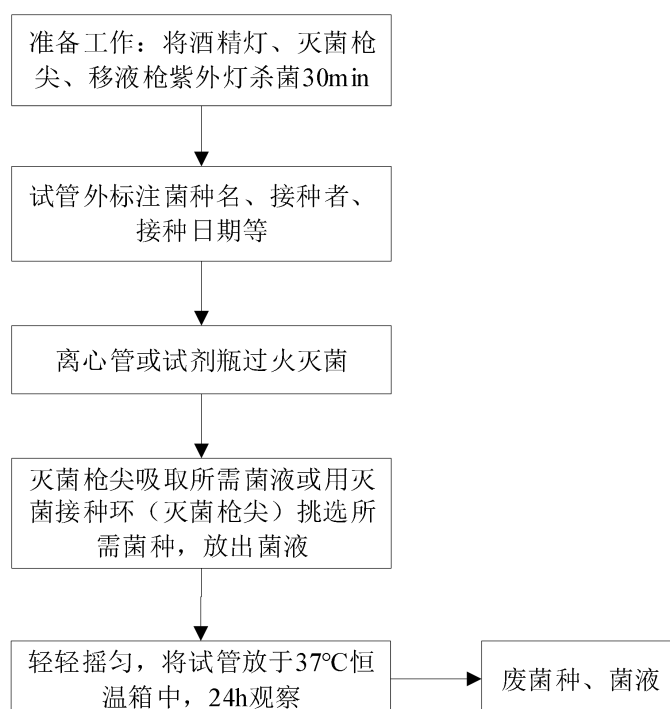 准备工作：将酒精灯、灭菌枪
尖、移液枪紫外灯杀菌30min
试管外标注菌种名、接种者、
接种日期等
离心管或试剂瓶过火灭菌
灭菌枪尖吸取所需菌液或用灭
菌接种环（灭菌枪尖）挑选所
需菌种，放出菌液
轻轻摇匀，将试管放于37℃恒
温箱中，24h观察
废菌种、菌液